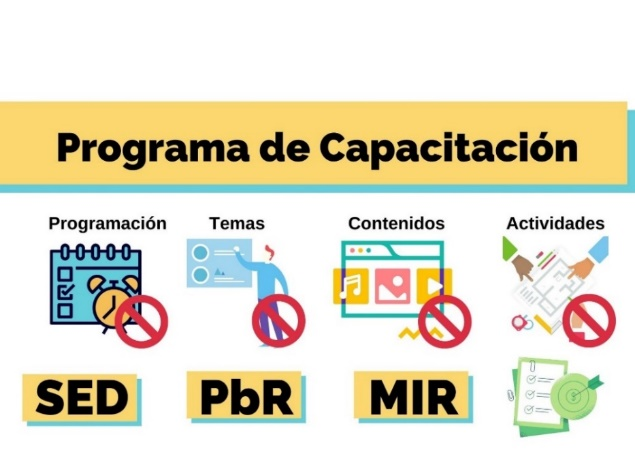 Programa de Capacitación
Programación Temas Contenidos Actividades
SED PbR MIR